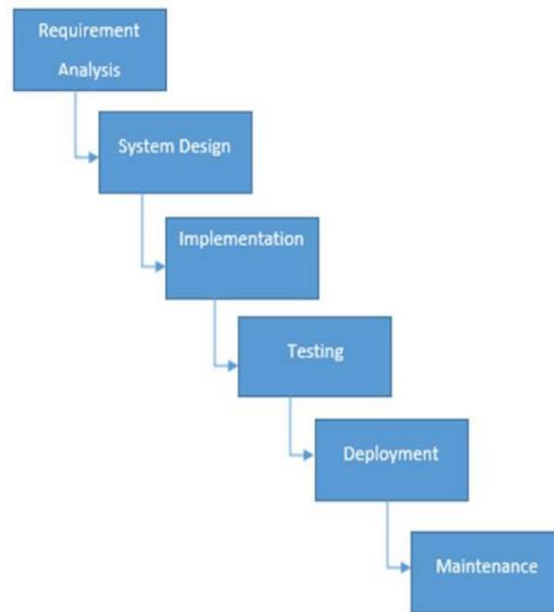 Requirement
Analysis
System Design
Implementation
Testing
Deployment
Maintenance